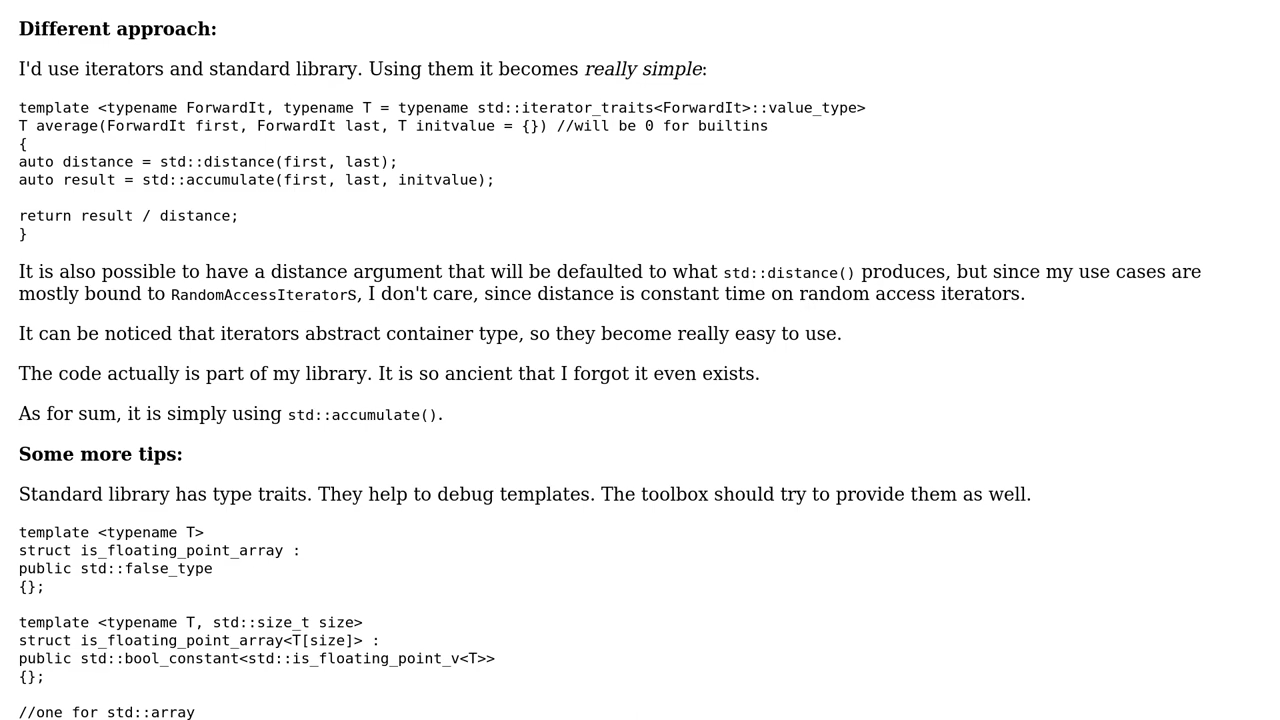 Different approach:
I'd use iterators and standard library. Using them it becomes really simple:
template <typename ForwardIt, typename T = typename std::iterator_traits<ForwardIt>::value_type>
T average(ForwardIt first, ForwardIt last, T initvalue = {}) //will be 0 for builtins
{
auto distance = std::distance(first, last);
auto result = std::accumulate(first, last, initvalue);
return result / distance;
}
It is also possible to have a distance argument that will be defaulted to what std::distance() produces, but since my use cases are
mostly bound to RandomAccessIterators, I don't care, since distance is constant time on random access iterators.
It can be noticed that iterators abstract container type, so they become really easy to use.
The code actually is part of my library. It is so ancient that I forgot it even exists.
As for sum, it is simply using std::accumulate().
Some more tips:
Standard library has type traits. They help to debug templates. The toolbox should try to provide them as well.
template <typename T>
struct is_floating_point_array :
public std::false_type
{};
template <typename T, std::size_t size>
struct is_floating_point_array<T[size]> :
public std::bool_constant<std::is_floating_point_v<T>>
{};
//one for std::array